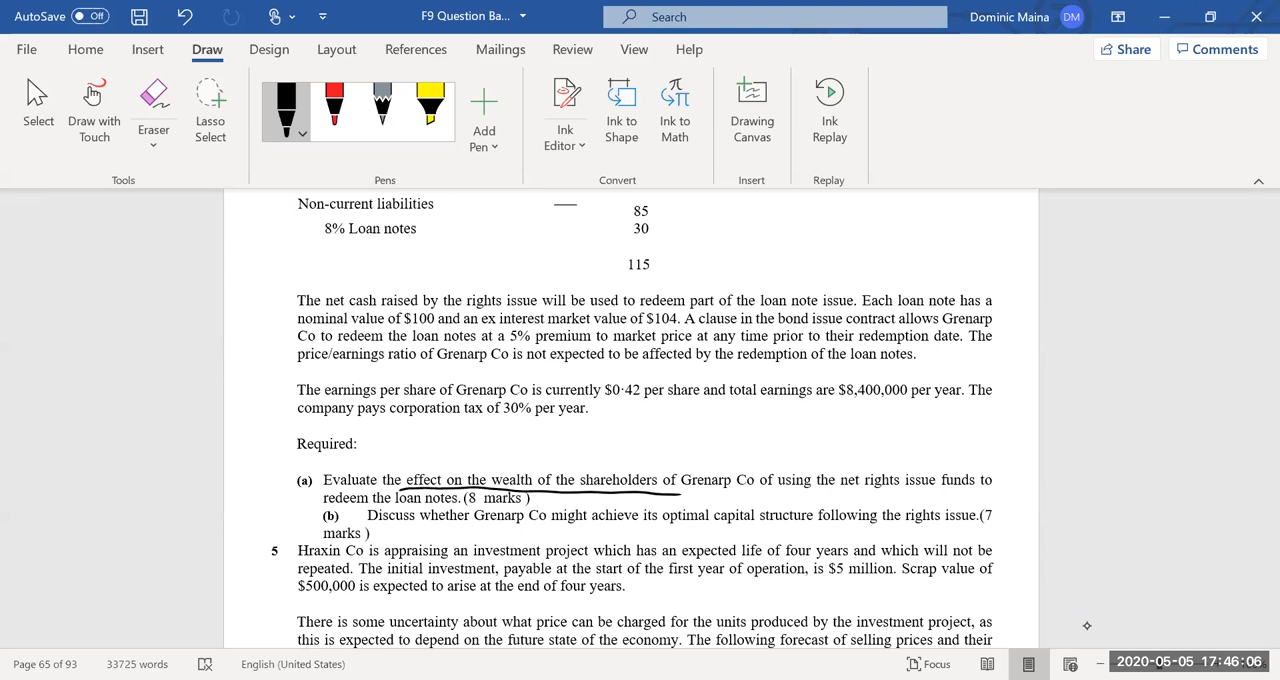 AutoSave Off F9 Question Ba... Search Dominic Maina DM
File Home Insert Draw Design Layout References Mailings Review View Help Share Comments
Select Draw with Touch Eraser Lasso Select Add Pen Ink Editor Ink to Shape Ink to Math Drawing Canvas Ink Replay
Tools Pens Convert Insert Replay
Non-current liabilities
85
8% Loan notes 30
115
The net cash raised by the rights issue will be used to redeem part of the loan note issue. Each loan note has a
nominal value of $100 and an ex interest market value of $104. A clause in the bond issue contract allows Grenarp
Co to redeem the loan notes at a 5% premium to market price at any time prior to their redemption date. The
price/earnings ratio of Grenarp Co is not expected to be affected by the redemption of the loan notes.
The earnings per share of Grenarp Co is currently $0·42 per share and total earnings are $8,400,000 per year. The
company pays corporation tax of 30% per year.
Required:
(a) Evaluate the effect on the wealth of the shareholders of Grenarp Co of using the net rights issue funds to
redeem the loan notes.(8 marks )
(b) Discuss whether Grenarp Co might achieve its optimal capital structure following the rights issue.(7
marks )
5 Hraxin Co is appraising an investment project which has an expected life of four years and which will not be
repeated. The initial investment, payable at the start of the first year of operation, is $5 million. Scrap value of
$500,000 is expected to arise at the end of four years.
There is some uncertainty about what price can be charged for the units produced by the investment project, as
this is expected to depend on the future state of the economy. The following forecast of selling prices and their
Page 65 of 93 33725 words English (United States) Focus 2020-05-05 17:46:06